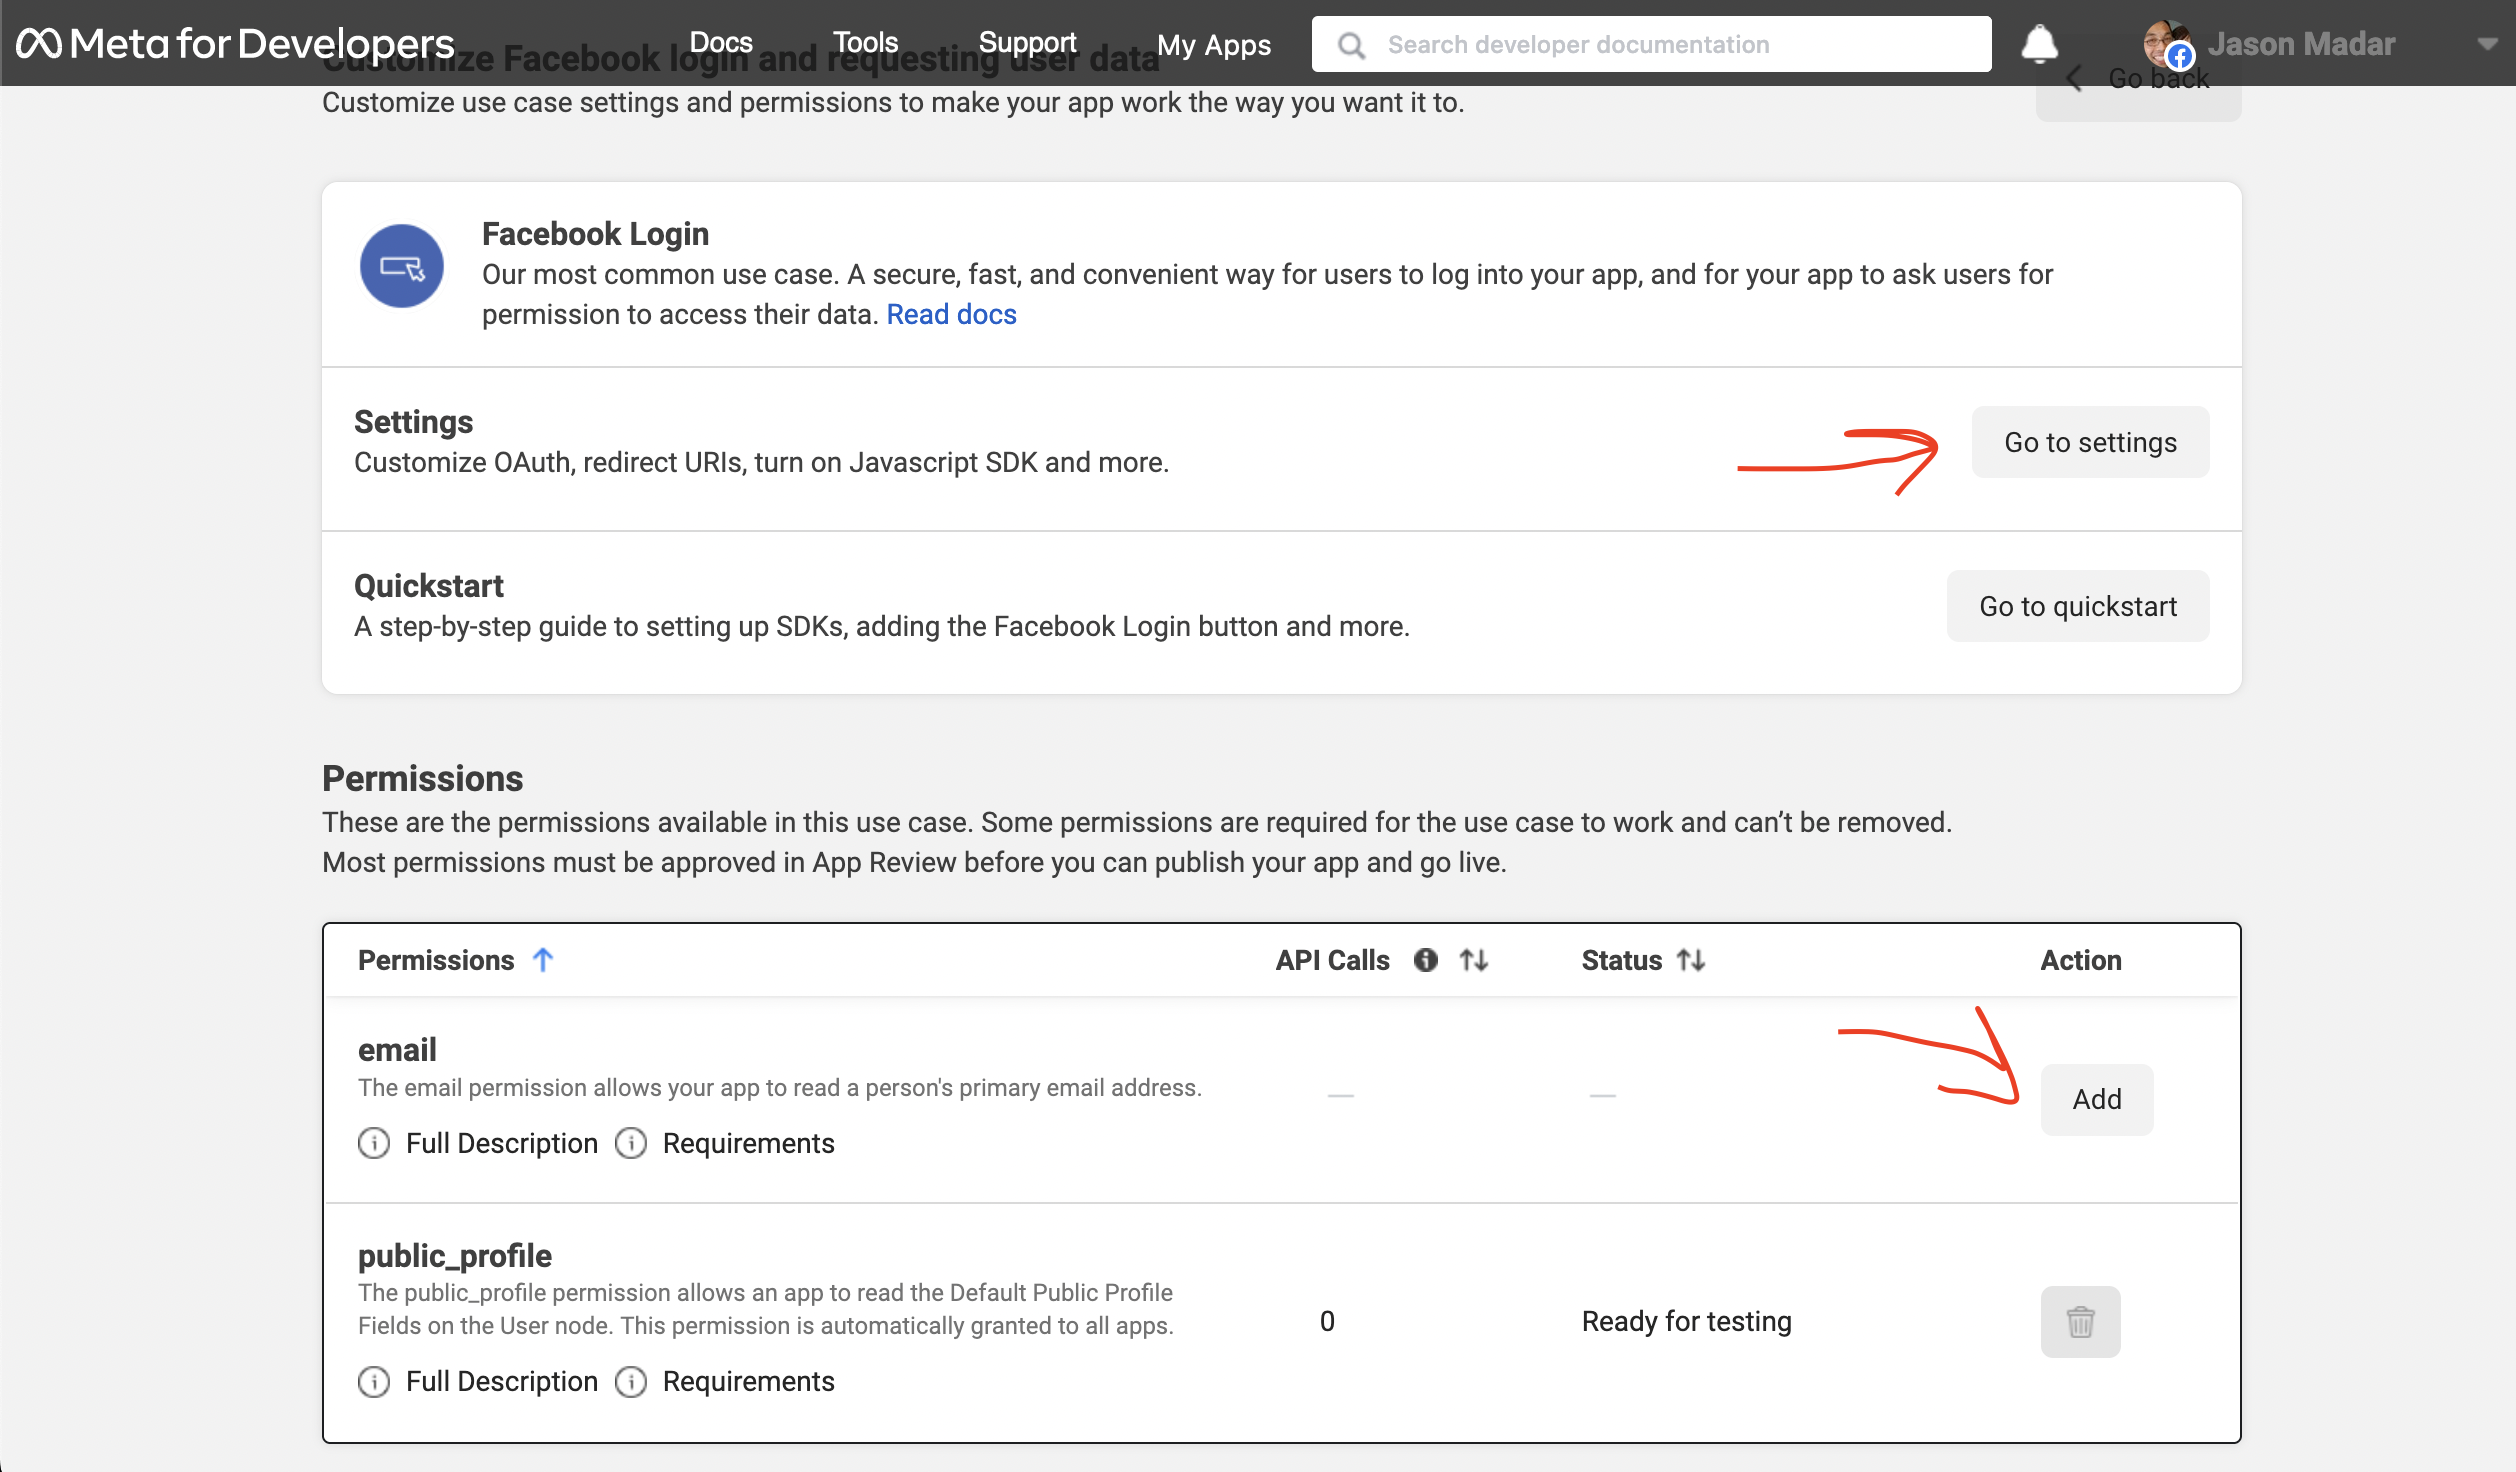 Meta for Developers
Docs
Tools
Support
My Apps
Search developer documentation
Jason Madar
Customize Facebook login and requesting user data
Go back
Customize use case settings and permissions to make your app work the way you want it to.
Facebook Login
Our most common use case. A secure, fast, and convenient way for users to log into your app, and for your app to ask users for
permission to access their data. Read docs
Settings
Customize OAuth, redirect URIs, turn on Javascript SDK and more.
Go to settings
Quickstart
A step-by-step guide to setting up SDKs, adding the Facebook Login button and more.
Go to quickstart
Permissions
These are the permissions available in this use case. Some permissions are required for the use case to work and can’t be removed.
Most permissions must be approved in App Review before you can publish your app and go live.
Permissions
API Calls
Status
Action
email
The email permission allows your app to read a person's primary email address.
Full Description
Requirements
—
—
Add
public_profile
The public_profile permission allows an app to read the Default Public Profile
Fields on the User node. This permission is automatically granted to all apps.
Full Description
Requirements
0
Ready for testing